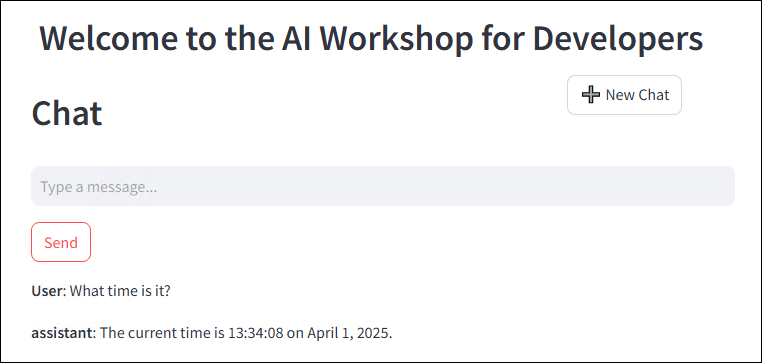 Welcome to the AI Workshop for Developers
Chat
New Chat
Type a message...
Send
User: What time is it?
assistant: The current time is 13:34:08 on April 1, 2025.